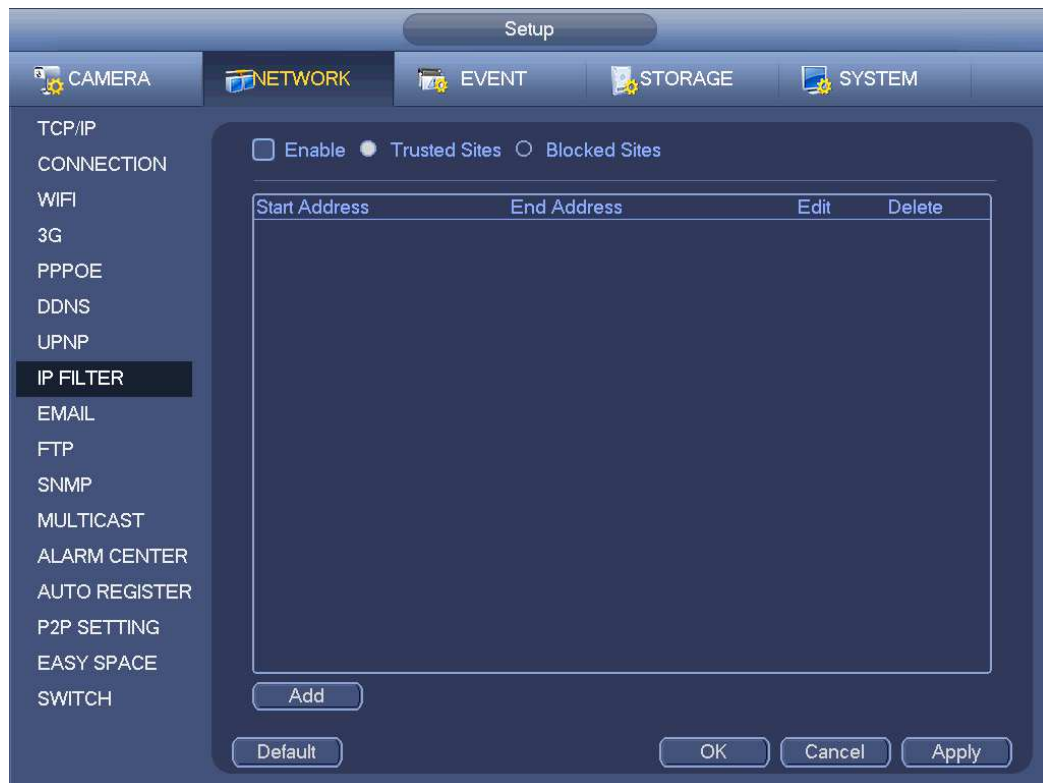 Setup
CAMERA NETWORK EVENT STORAGE SYSTEM
TCP/IP
CONNECTION
WIFI
3G
PPPOE
DDNS
UPNP
IP FILTER
EMAIL
FTP
SNMP
MULTICAST
ALARM CENTER
AUTO REGISTER
P2P SETTING
EASY SPACE
SWITCH
Enable Trusted Sites Blocked Sites
Start Address End Address Edit Delete
Add
Default OK Cancel Apply